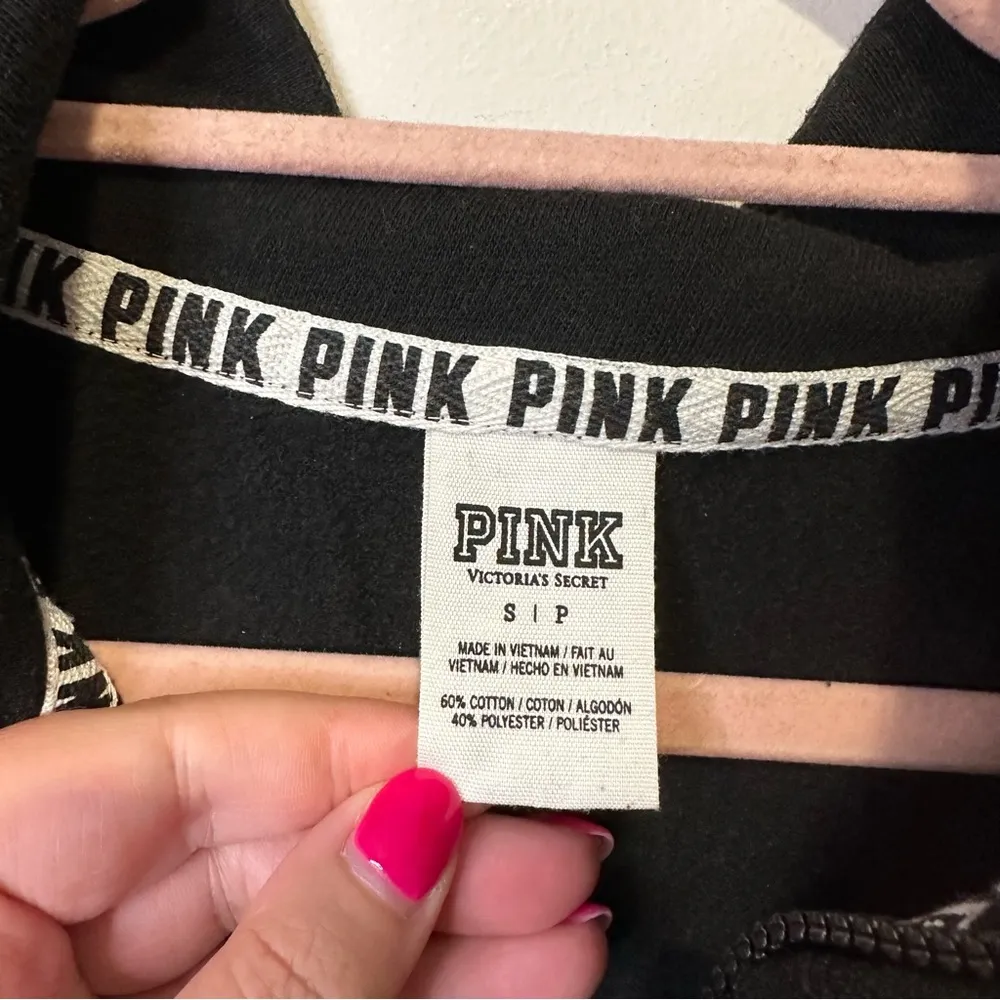 PINK PINK PINK PINK
PINK
VICTORIA'S SECRET
S | P
MADE IN VIETNAM / FAIT AU
VIETNAM / HECHO EN VIETNAM
60% COTTON / COTON / ALGODÓN
40% POLYESTER / POLIÉSTER